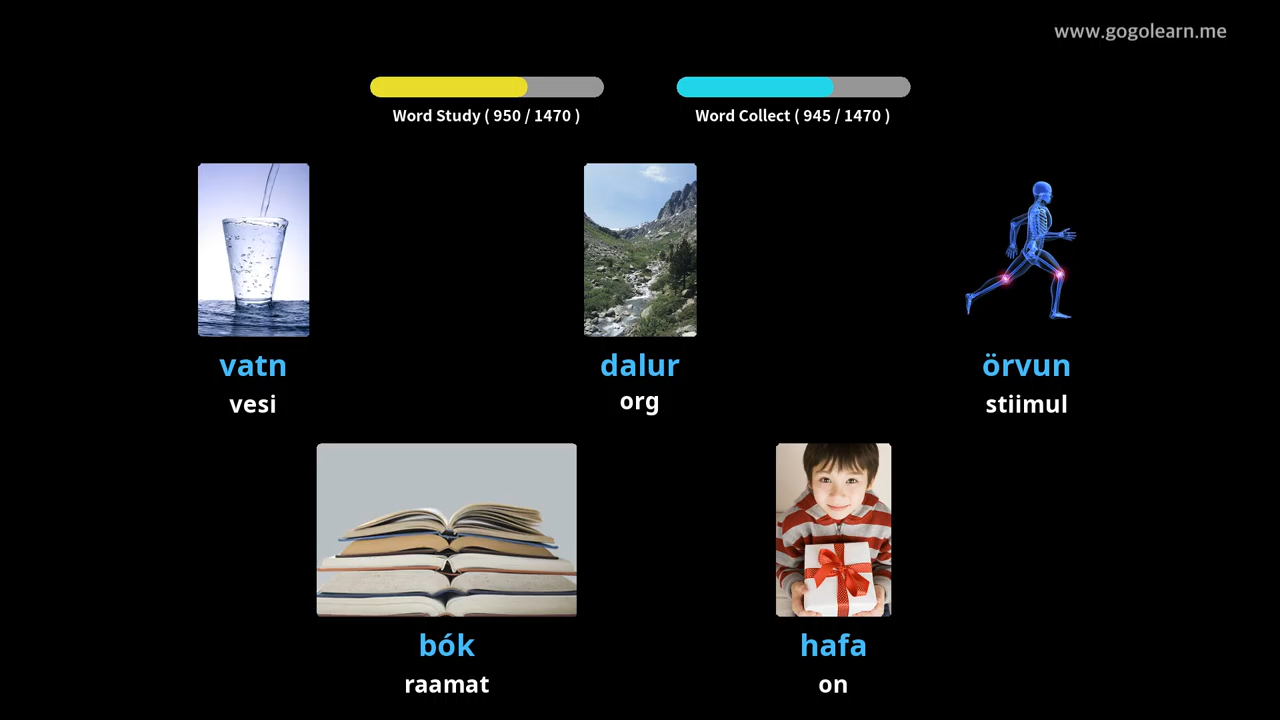 www.gogolearn.me
Word Study ( 950 / 1470 )
Word Collect ( 945 / 1470 )
vatn
vesi
dalur
org
örvun
stiimul
bók
raamat
hafa
on